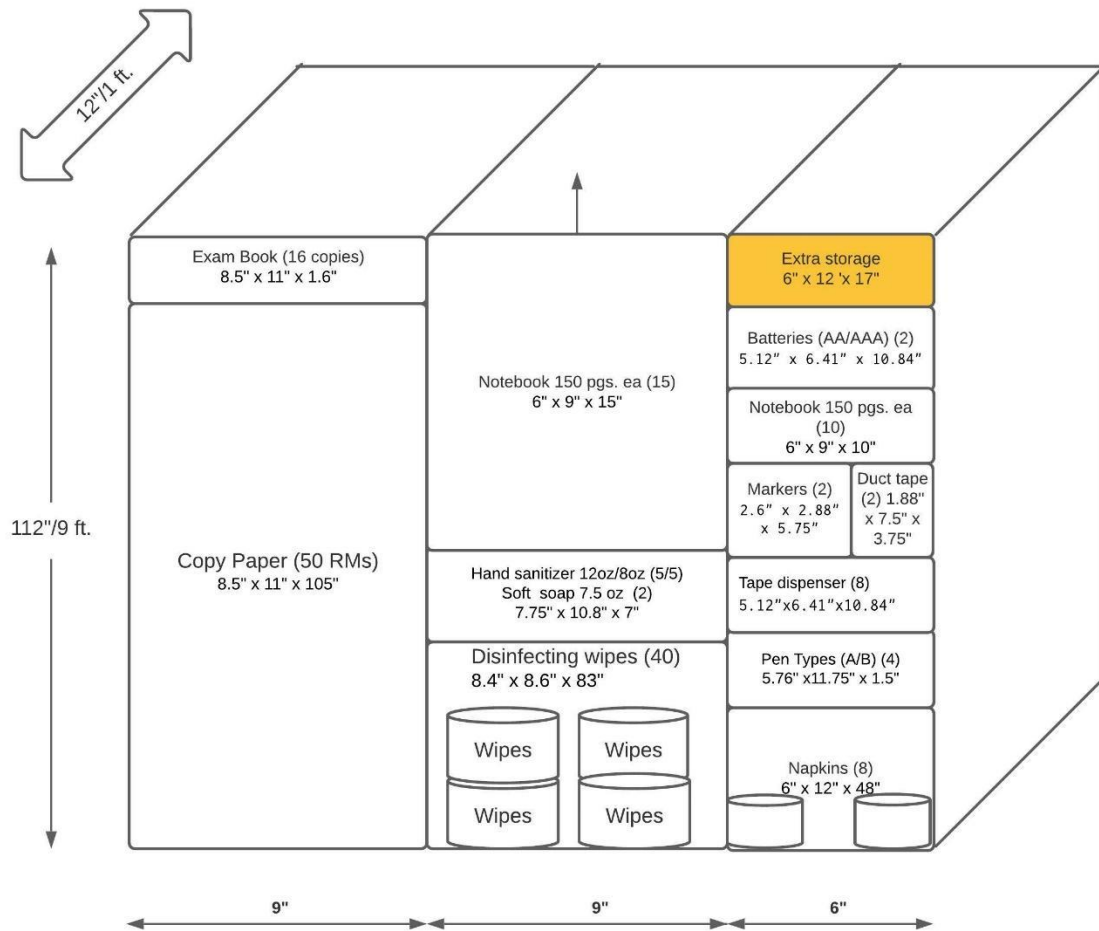 12"/1 ft.
Exam Book (16 copies)
8.5" x 11" x 1.6"
Copy Paper (50 RMs)
8.5" x 11" x 105"
112"/9 ft.
Notebook 150 pgs. ea (15)
6" x 9" x 15"
Hand sanitizer 12oz/8oz (5/5)
Soft soap 7.5 oz (2)
7.75" x 10.8" x 7"
Disinfecting wipes (40)
8.4" x 8.6" x 83"
Wipes
Wipes
Wipes
Wipes
Extra storage
6" x 12 'x 17"
Batteries (AA/AAA) (2)
5.12” x 6.41” x 10.84”
Notebook 150 pgs. ea
(10)
6" x 9" x 10"
Markers (2)
2.6” x 2.88”
x 5.75”
Duct tape
(2) 1.88"
x 7.5" x
3.75"
Tape dispenser (8)
5.12”x6.41”x10.84”
Pen Types (A/B) (4)
5.76" x11.75" x 1.5"
Napkins (8)
6" x 12" x 48"
9"
9"
6"